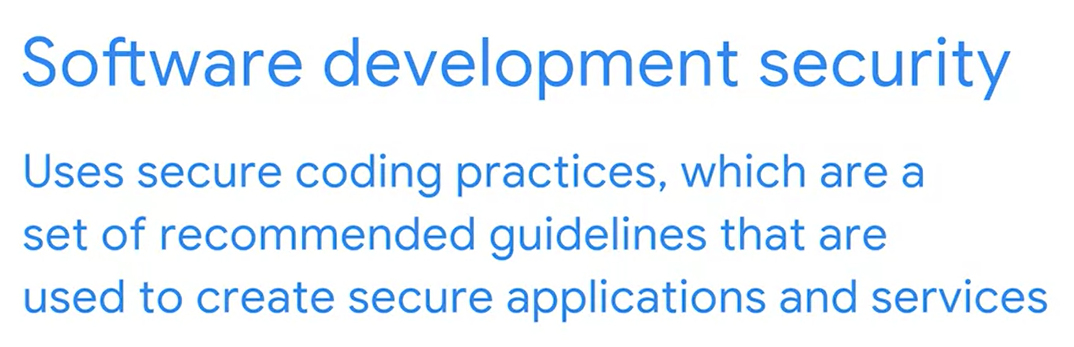 Software development security
Uses secure coding practices, which are a
set of recommended guidelines that are
used to create secure applications and services